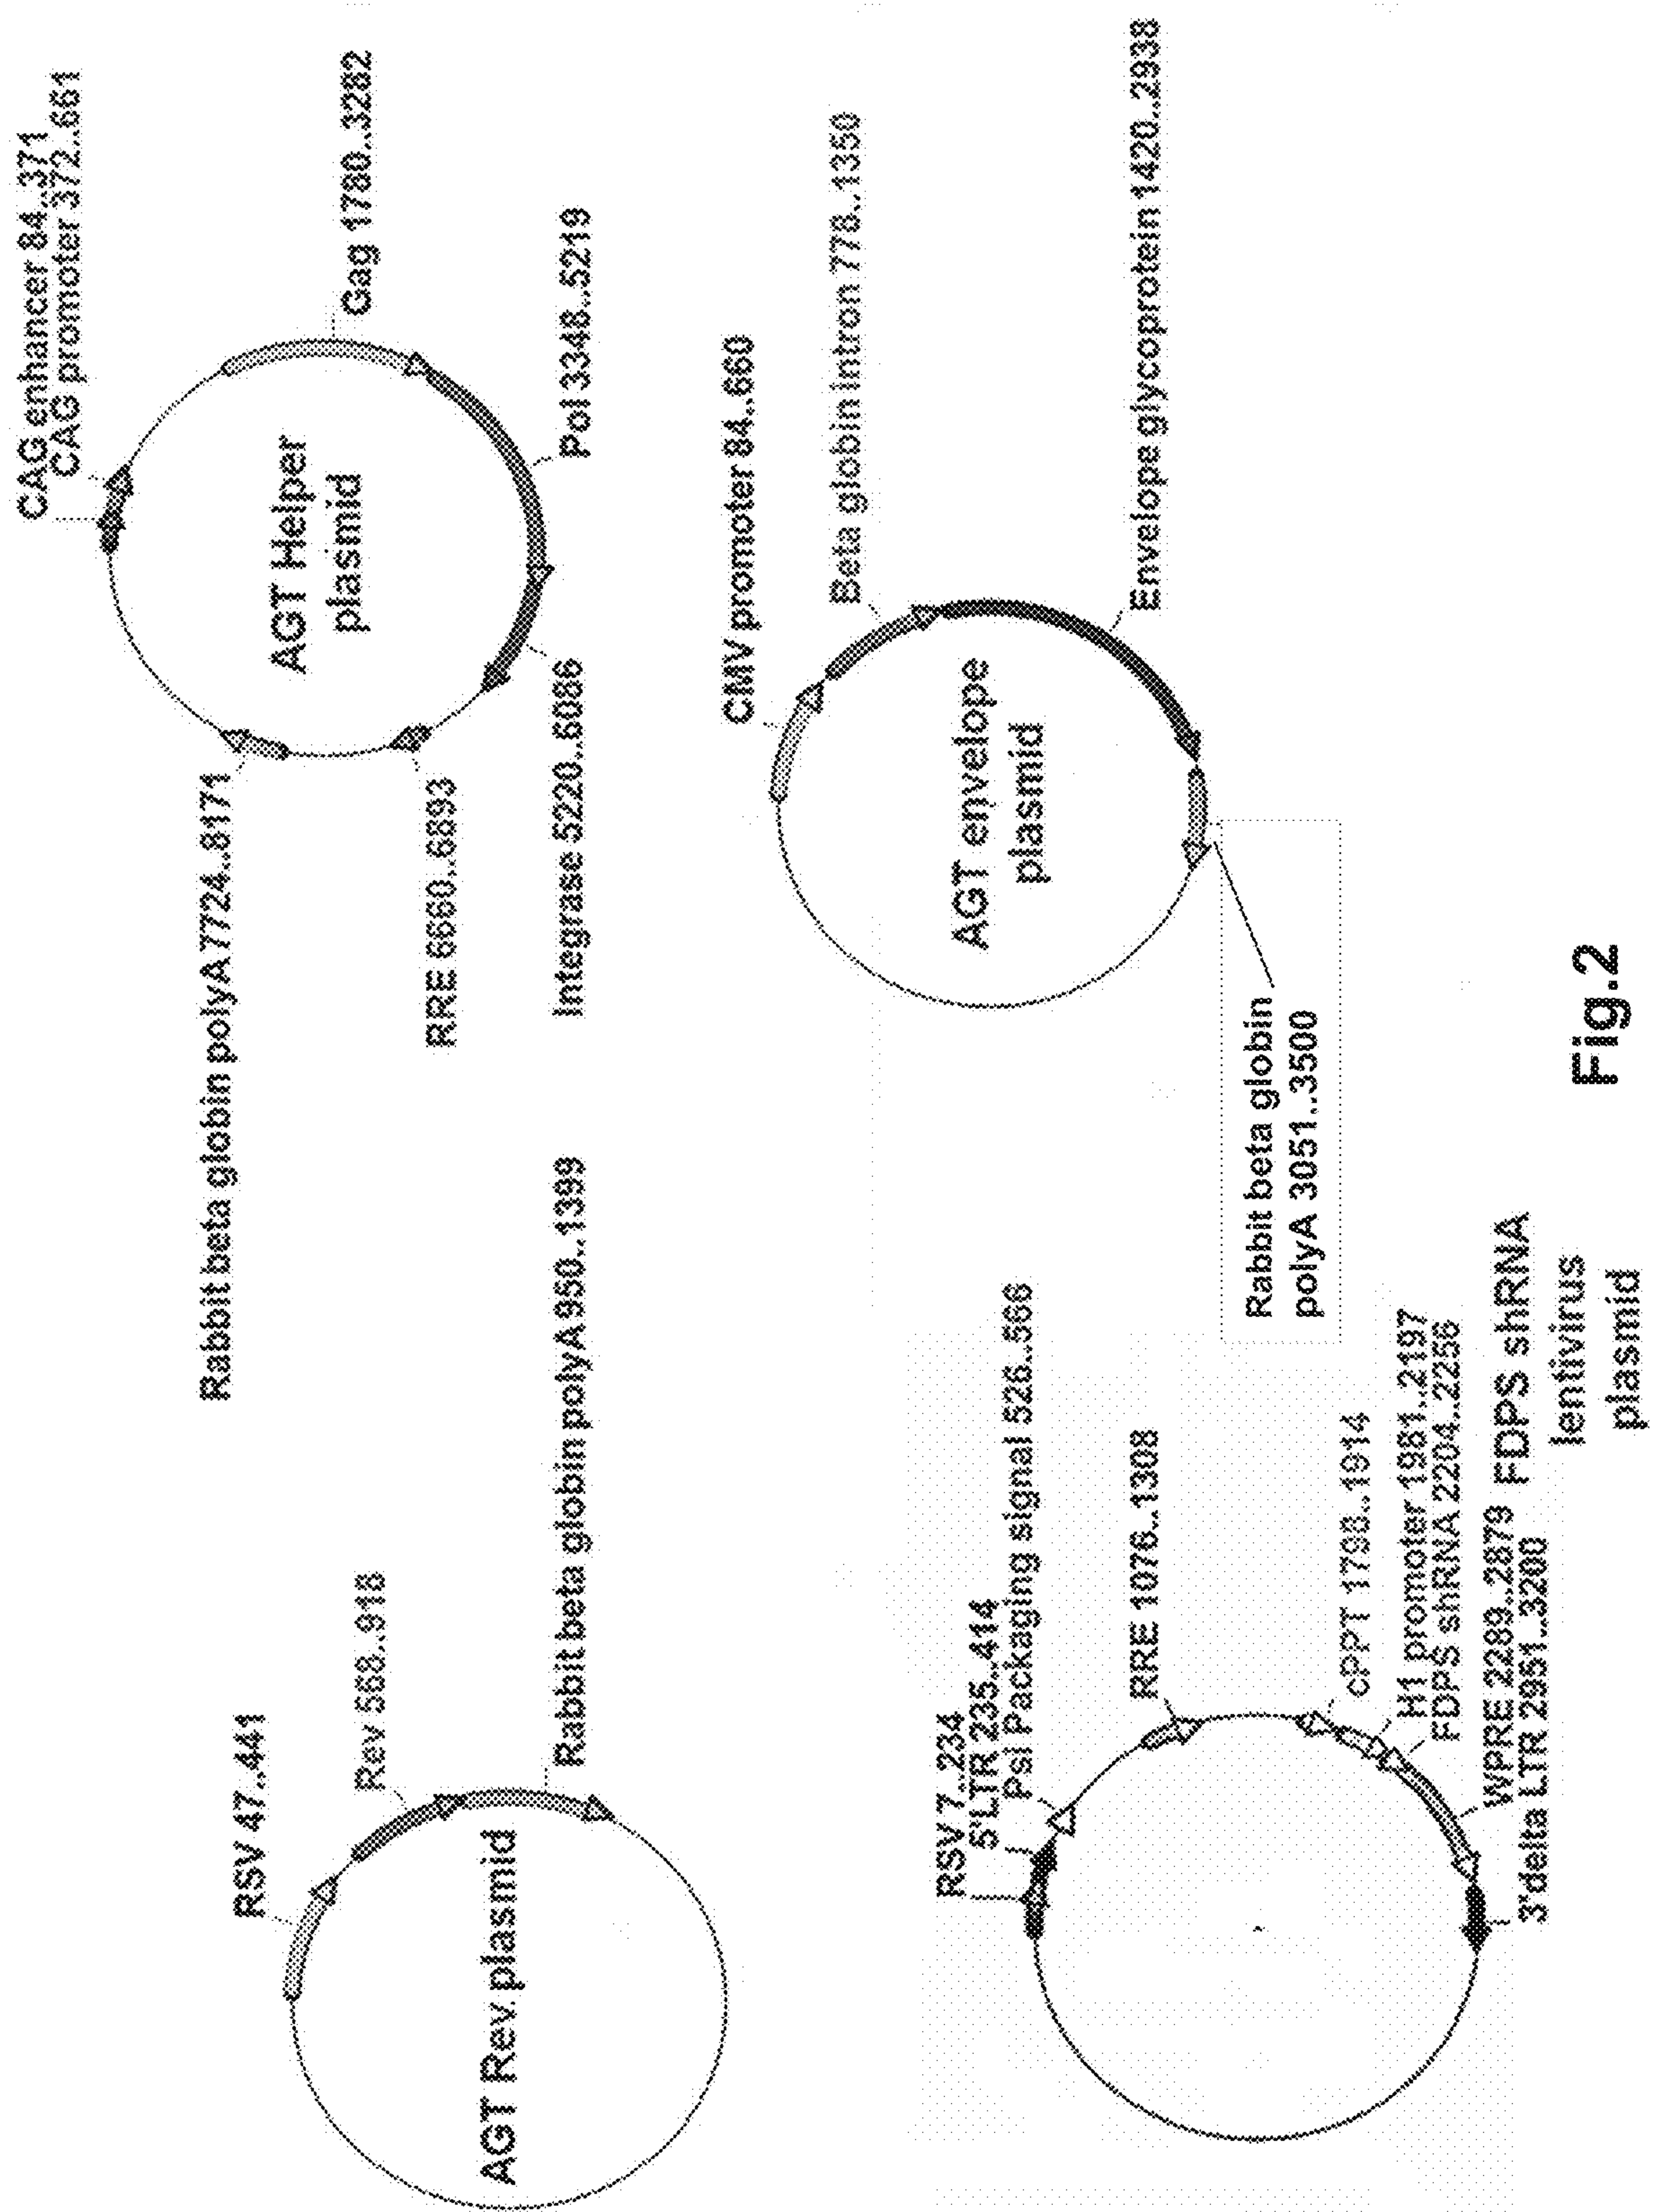 RSV 47..441
Rev 568..918
AGT Rev. plasmid
Rabbit beta globin polyA 950..1399
CAG enhancer 84..371
CAG promoter 372..661
Rabbit beta globin polyA 7724..8171
AGT Helper
plasmid
Gag 1780..3282
RRE 6660..6893
Integrase 5220..6086
Pol 3348..5219
RSV 7..234
5'LTR 235..414
Psi Packaging signal 526..566
RRE 1076..1308
cPPT 1798..1914
H1 promoter 1981..2197
FDPS shRNA 2204..2256
WPRE 2289..2879
3'delta LTR 2951..3200
FDPS shRNA
lentivirus
plasmid
CMV promoter 84..660
Beta globin intron 778..1350
AGT envelope
plasmid
Envelope glycoprotein 1420..2938
Rabbit beta globin
polyA 3051..3500
Fig.2